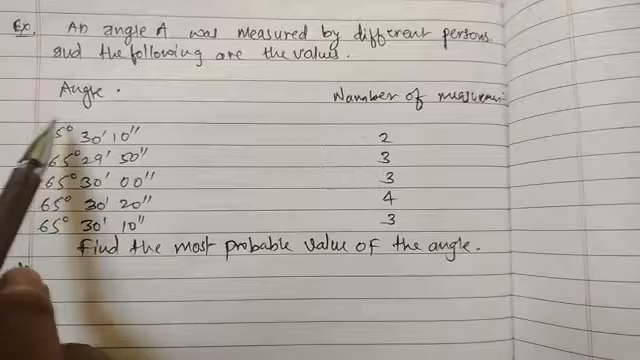 Ex. An angle A was measured by different persons
and the following are the values.
Angle. Number of measuremen
5° 30' 10" 2
65° 29' 50" 3
65° 30' 00" 3
65° 30' 20" 4
65° 30' 10" 3
Find the most probable value of the angle.